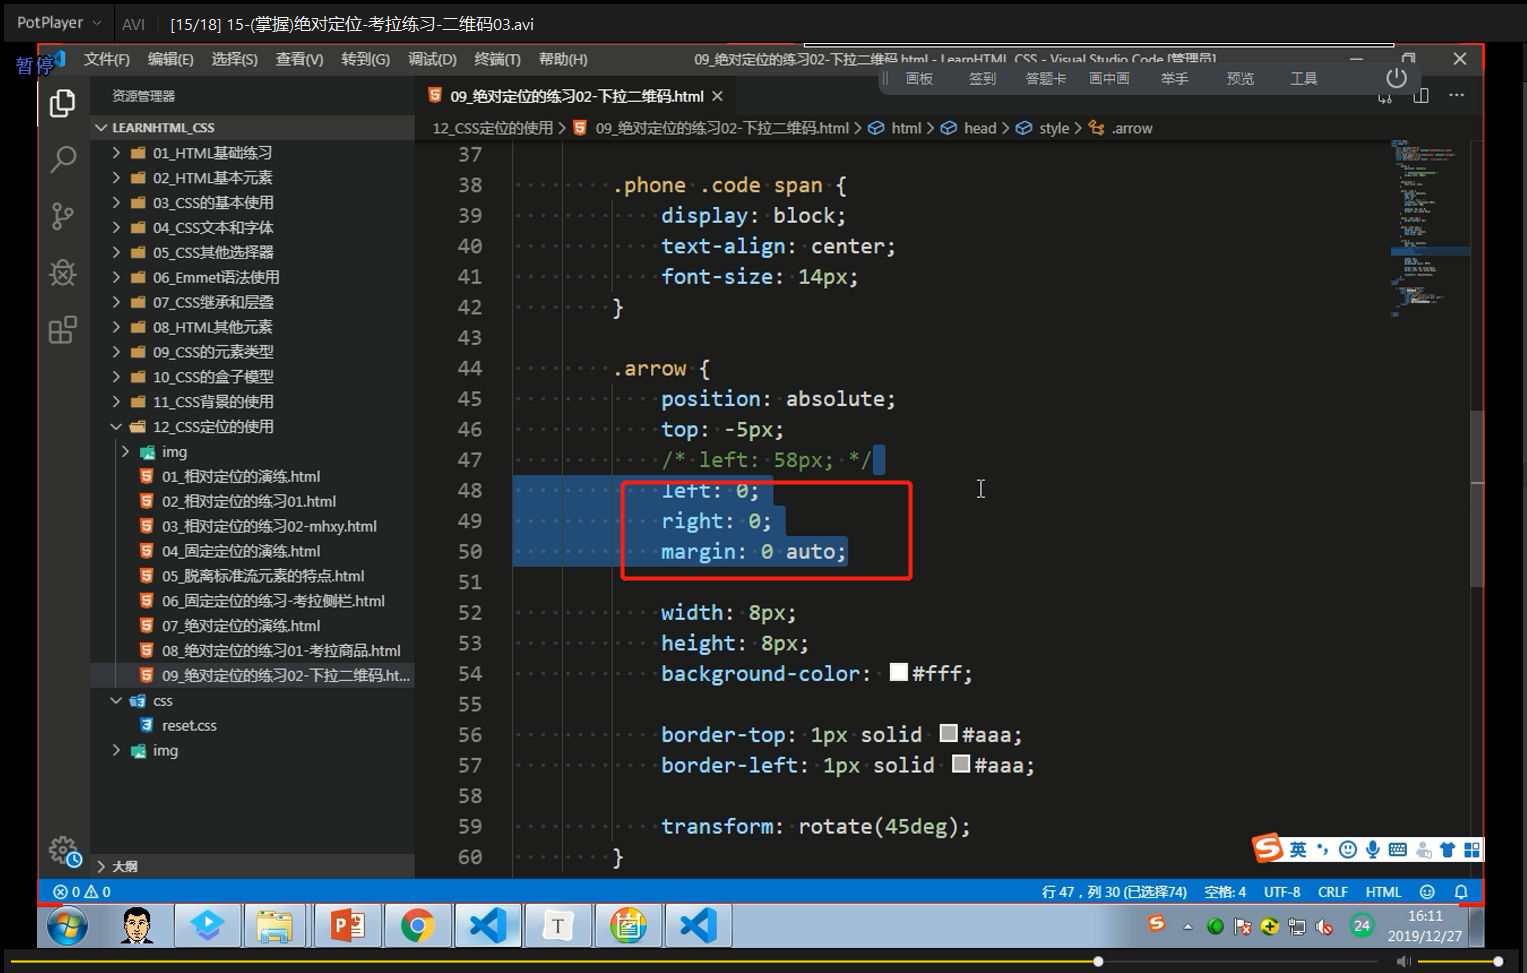 PotPlayer AVI [15/18] 15-(掌握)绝对定位-考拉练习-二维码03.avi
暂停
文件(F) 编辑(E) 选择(S) 查看(V) 转到(G) 调试(D) 终端(T) 帮助(H) 09_绝对定位的练习02-下拉二维码.html - LearnHTML_CSS - Visual Studio Code [管理员]
画板 签到 答题卡 画中画 举手 预览 工具
资源管理器
09_绝对定位的练习02-下拉二维码.html
LEARNHTML_CSS
12_CSS定位的使用 > 09_绝对定位的练习02-下拉二维码.html > html > head > style > .arrow
01_HTML基础练习
02_HTML基本元素
03_CSS的基本使用
04_CSS文本和字体
05_CSS其他选择器
06_Emmet语法使用
07_CSS继承和层叠
08_HTML其他元素
09_CSS的元素类型
10_CSS的盒子模型
11_CSS背景的使用
12_CSS定位的使用
img
01_相对定位的演练.html
02_相对定位的练习01.html
03_相对定位的练习02-mhxy.html
04_固定定位的演练.html
05_脱离标准流元素的特点.html
06_固定定位的练习-考拉侧栏.html
07_绝对定位的演练.html
08_绝对定位的练习01-考拉商品.html
09_绝对定位的练习02-下拉二维码.ht...
css
reset.css
img
大纲
37
38 .phone .code span {
39 display: block;
40 text-align: center;
41 font-size: 14px;
42 }
43
44 .arrow {
45 position: absolute;
46 top: -5px;
47 /* left: 58px; */
48 left: 0;
49 right: 0;
50 margin: 0 auto;
51
52 width: 8px;
53 height: 8px;
54 background-color: #fff;
55
56 border-top: 1px solid #aaa;
57 border-left: 1px solid #aaa;
58
59 transform: rotate(45deg);
60 }
英
0 0 行 47，列 30 (已选择74) 空格: 4 UTF-8 CRLF HTML
24
16:11
2019/12/27